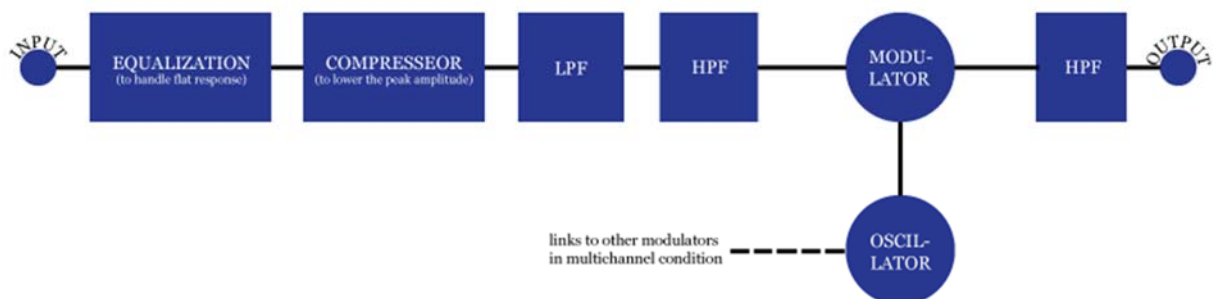 INPUT
EQUALIZATION
(to handle flat response)
COMPRESSEOR
(to lower the peak amplitude)
LPF
HPF
MODU-
LATOR
HPF
OUTPUT
links to other modulators
in multichannel condition
OSCIL-
LATOR